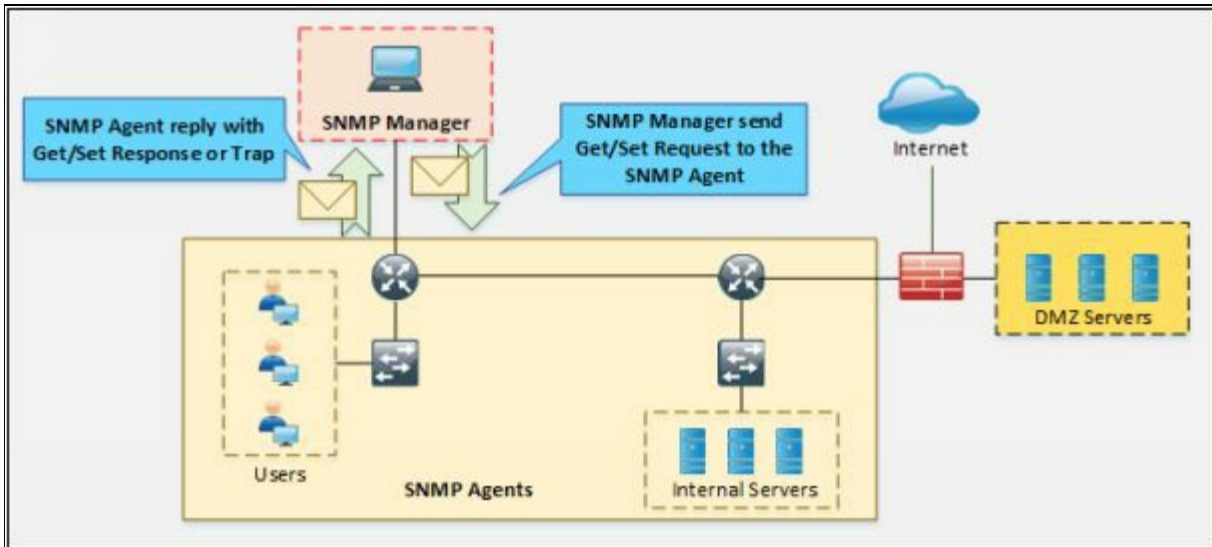 SNMP Agent reply with
Get/Set Response or Trap
SNMP Manager
SNMP Manager send
Get/Set Request to the
SNMP Agent
Internet
DMZ Servers
Users
SNMP Agents
Internal Servers